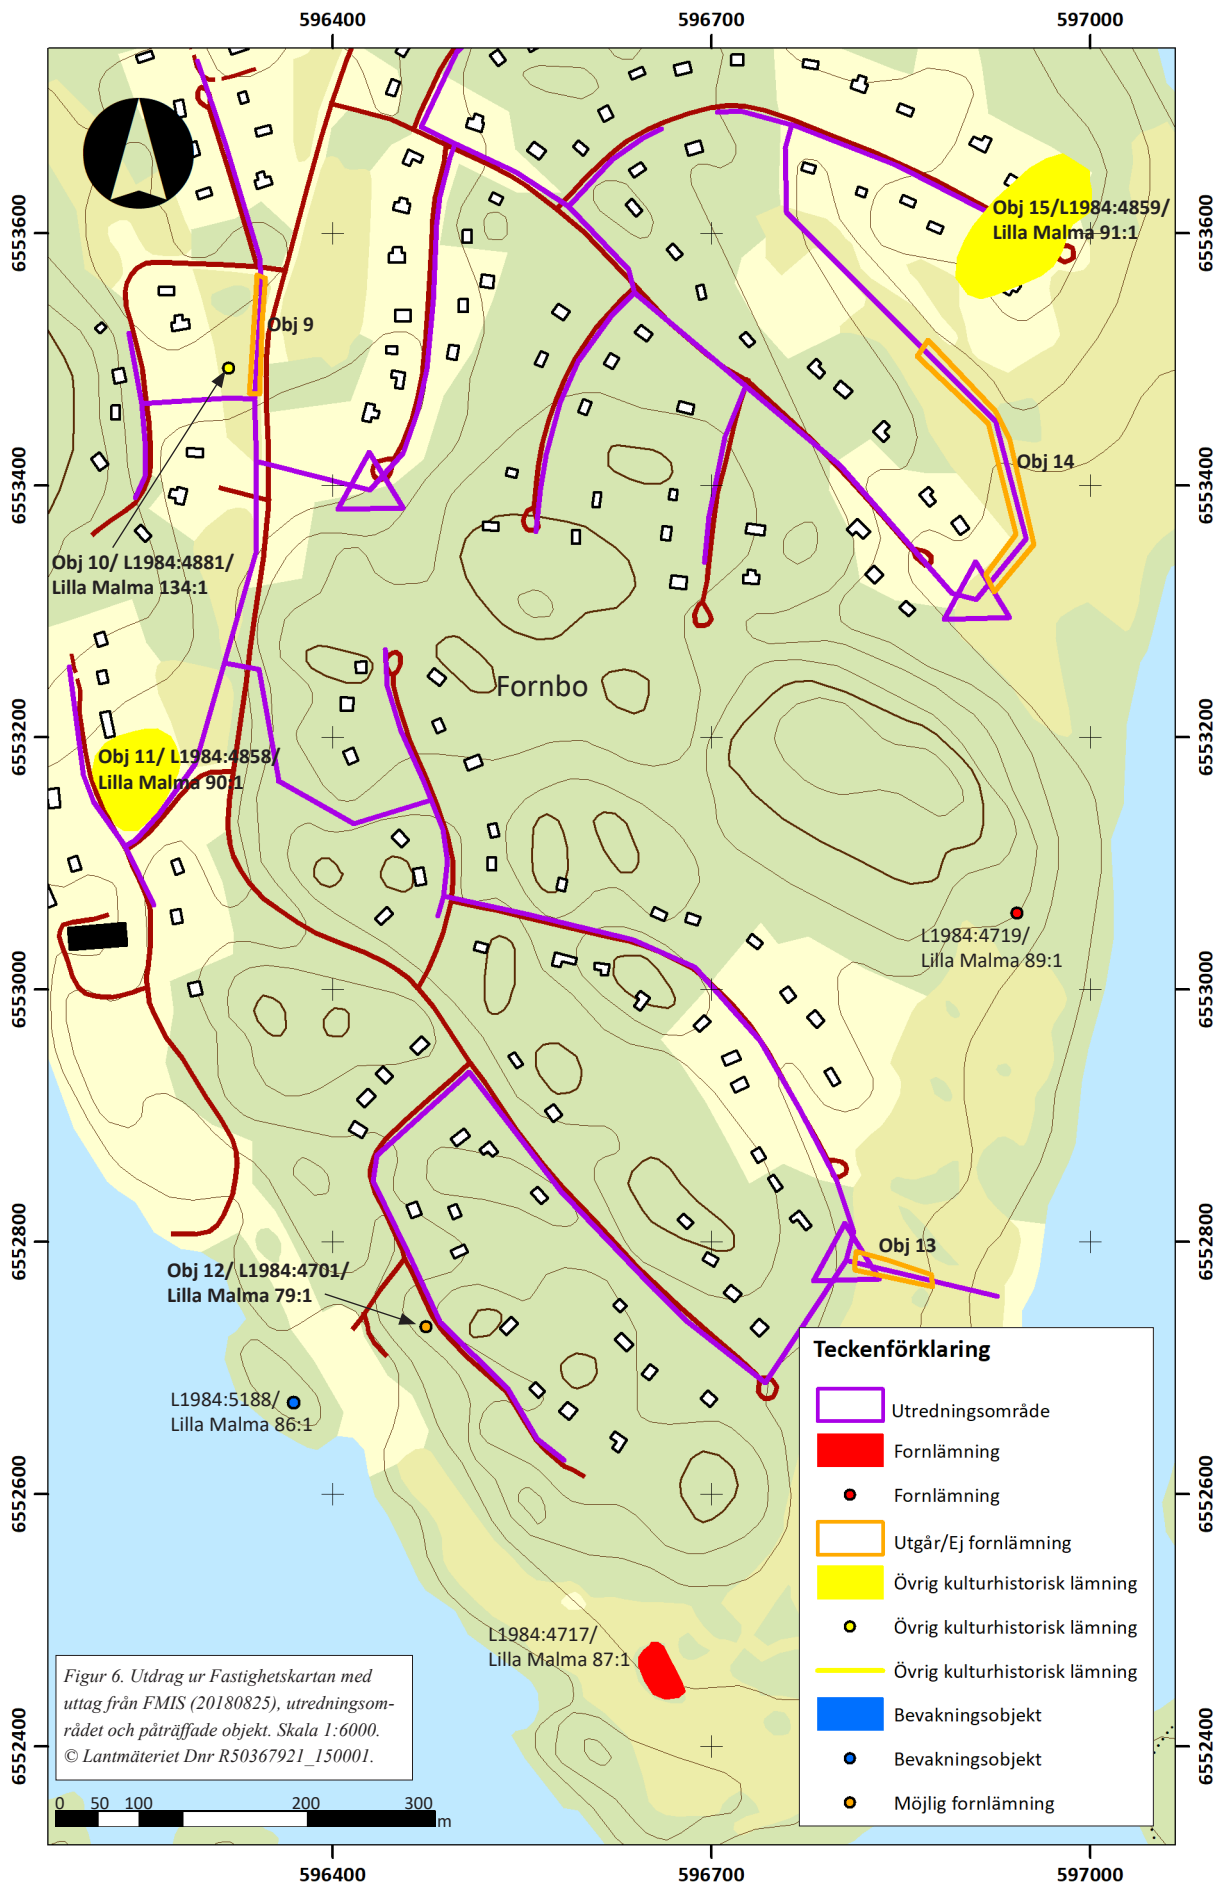 596400
596700
597000
6553600
6553600
Obj 15/L1984:4859/
Lilla Malma 91:1
Obj 9
6553400
6553400
Obj 14
Obj 10/ L1984:4881/
Lilla Malma 134:1
Fornbo
6553200
6553200
Obj 11/ L1984:4858/
Lilla Malma 90:1
L1984:4719/
Lilla Malma 89:1
6553000
6553000
6552800
6552800
Obj 13
Obj 12/ L1984:4701/
Lilla Malma 79:1
L1984:5188/
Lilla Malma 86:1
6552600
6552600
L1984:4717/
Lilla Malma 87:1
6552400
6552400
Teckenförklaring
Utredningsområde
Fornlämning
Fornlämning
Utgår/Ej fornlämning
Övrig kulturhistorisk lämning
Övrig kulturhistorisk lämning
Övrig kulturhistorisk lämning
Bevakningsobjekt
Bevakningsobjekt
Möjlig fornlämning
Figur 6. Utdrag ur Fastighetskartan med
uttag från FMIS (20180825), utredningsom-
rådet och påträffade objekt. Skala 1:6000.
© Lantmäteriet Dnr R50367921_150001.
0 50 100 200 300
m
596400
596700
597000